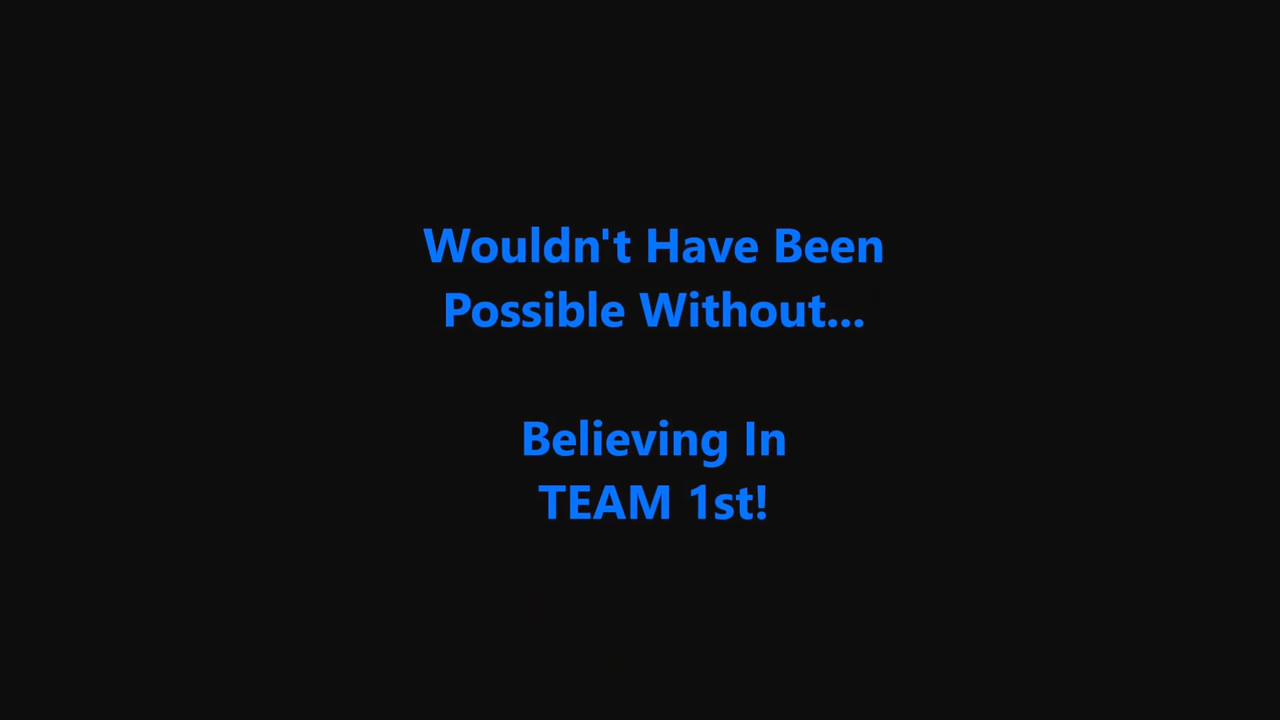 Wouldn't Have Been
Possible Without...
Believing In
TEAM 1st!